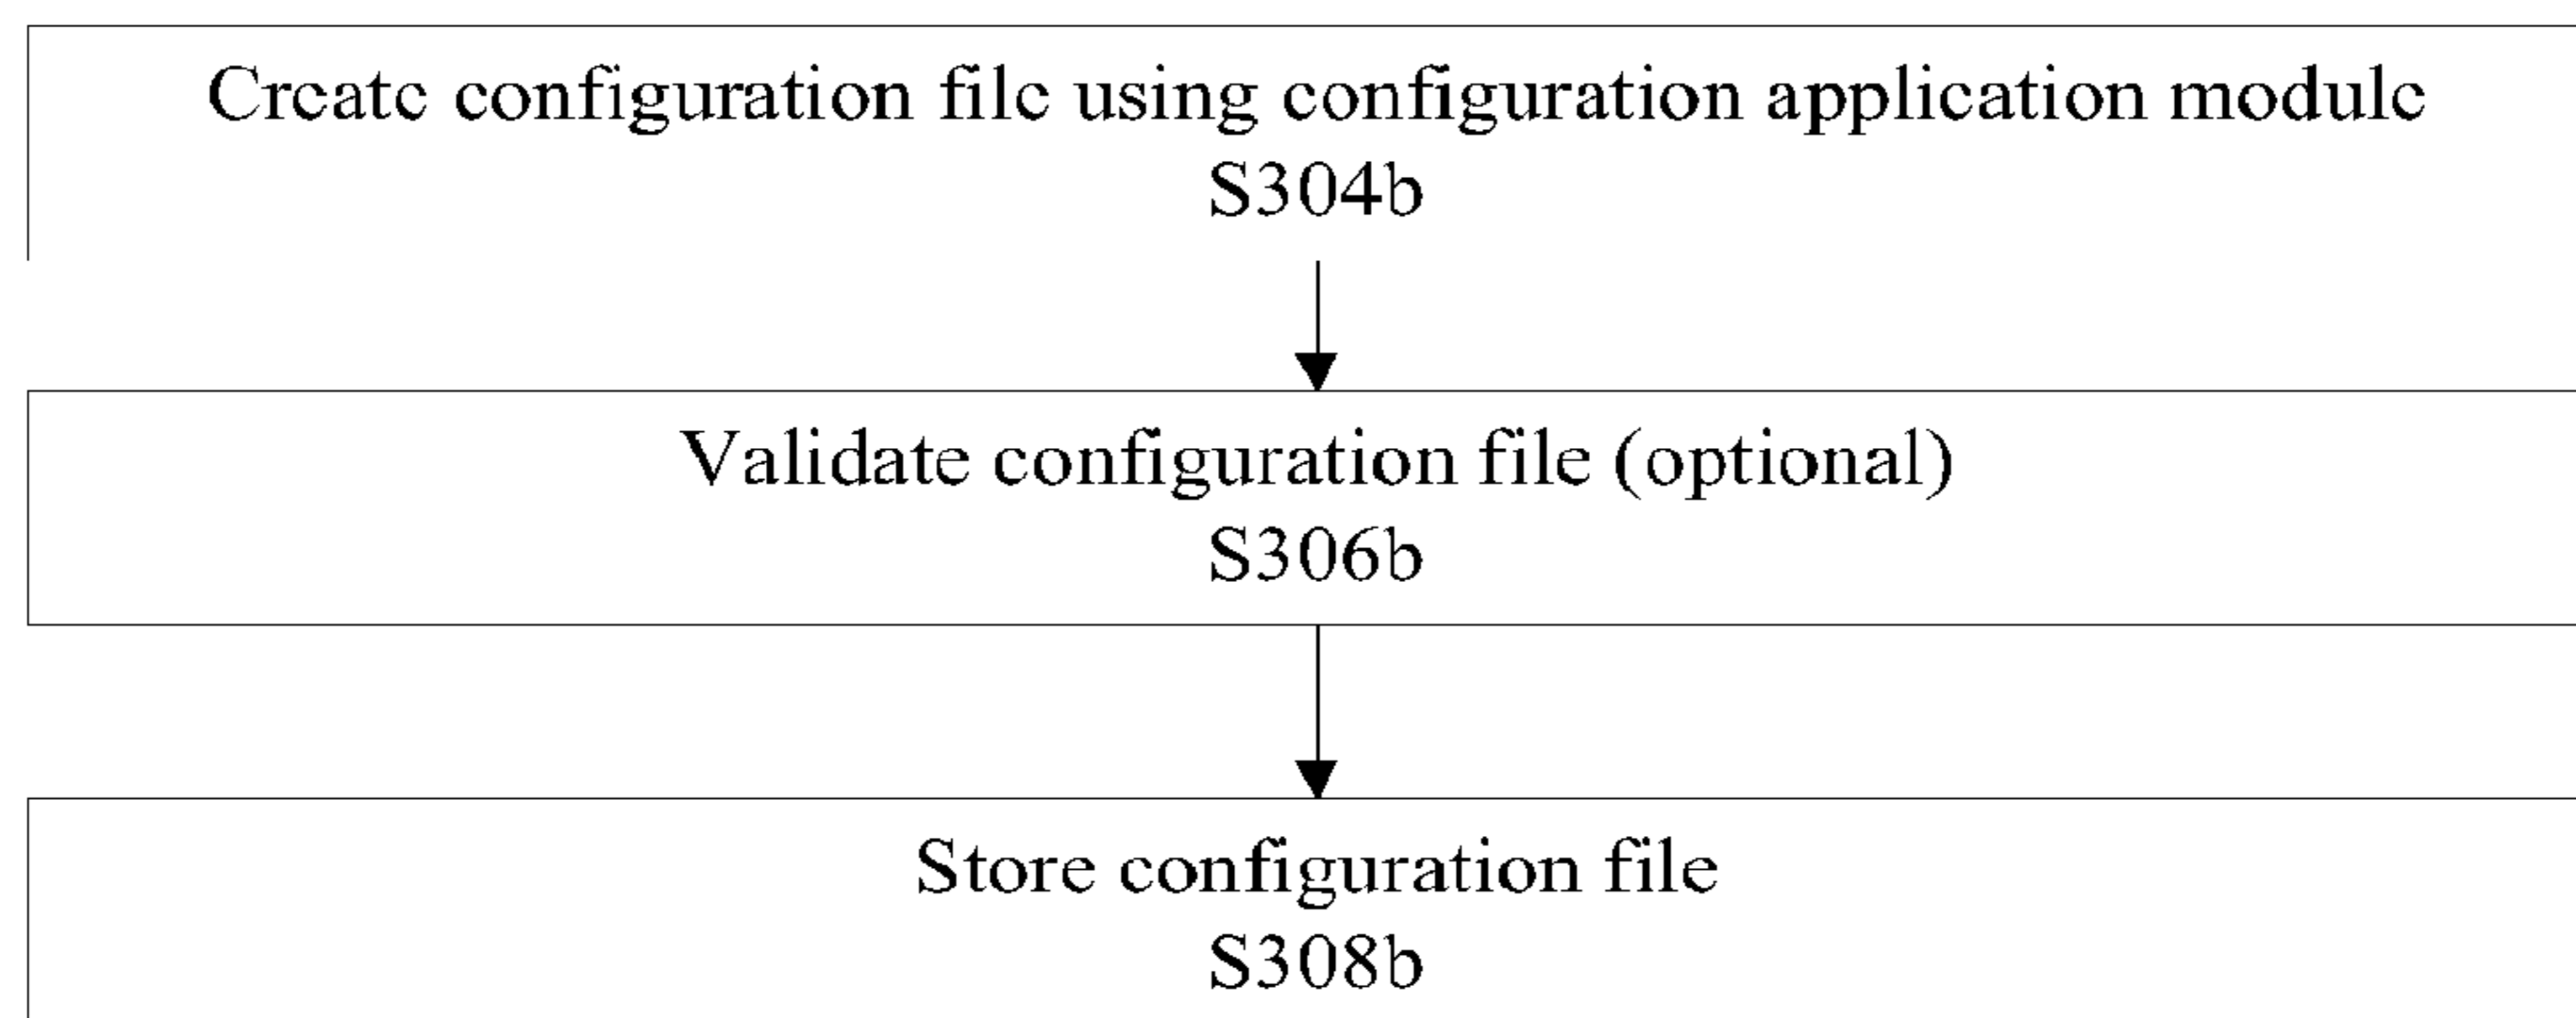 Create configuration file using configuration application module
S304b
Validate configuration file (optional)
S306b
Store configuration file
S308b